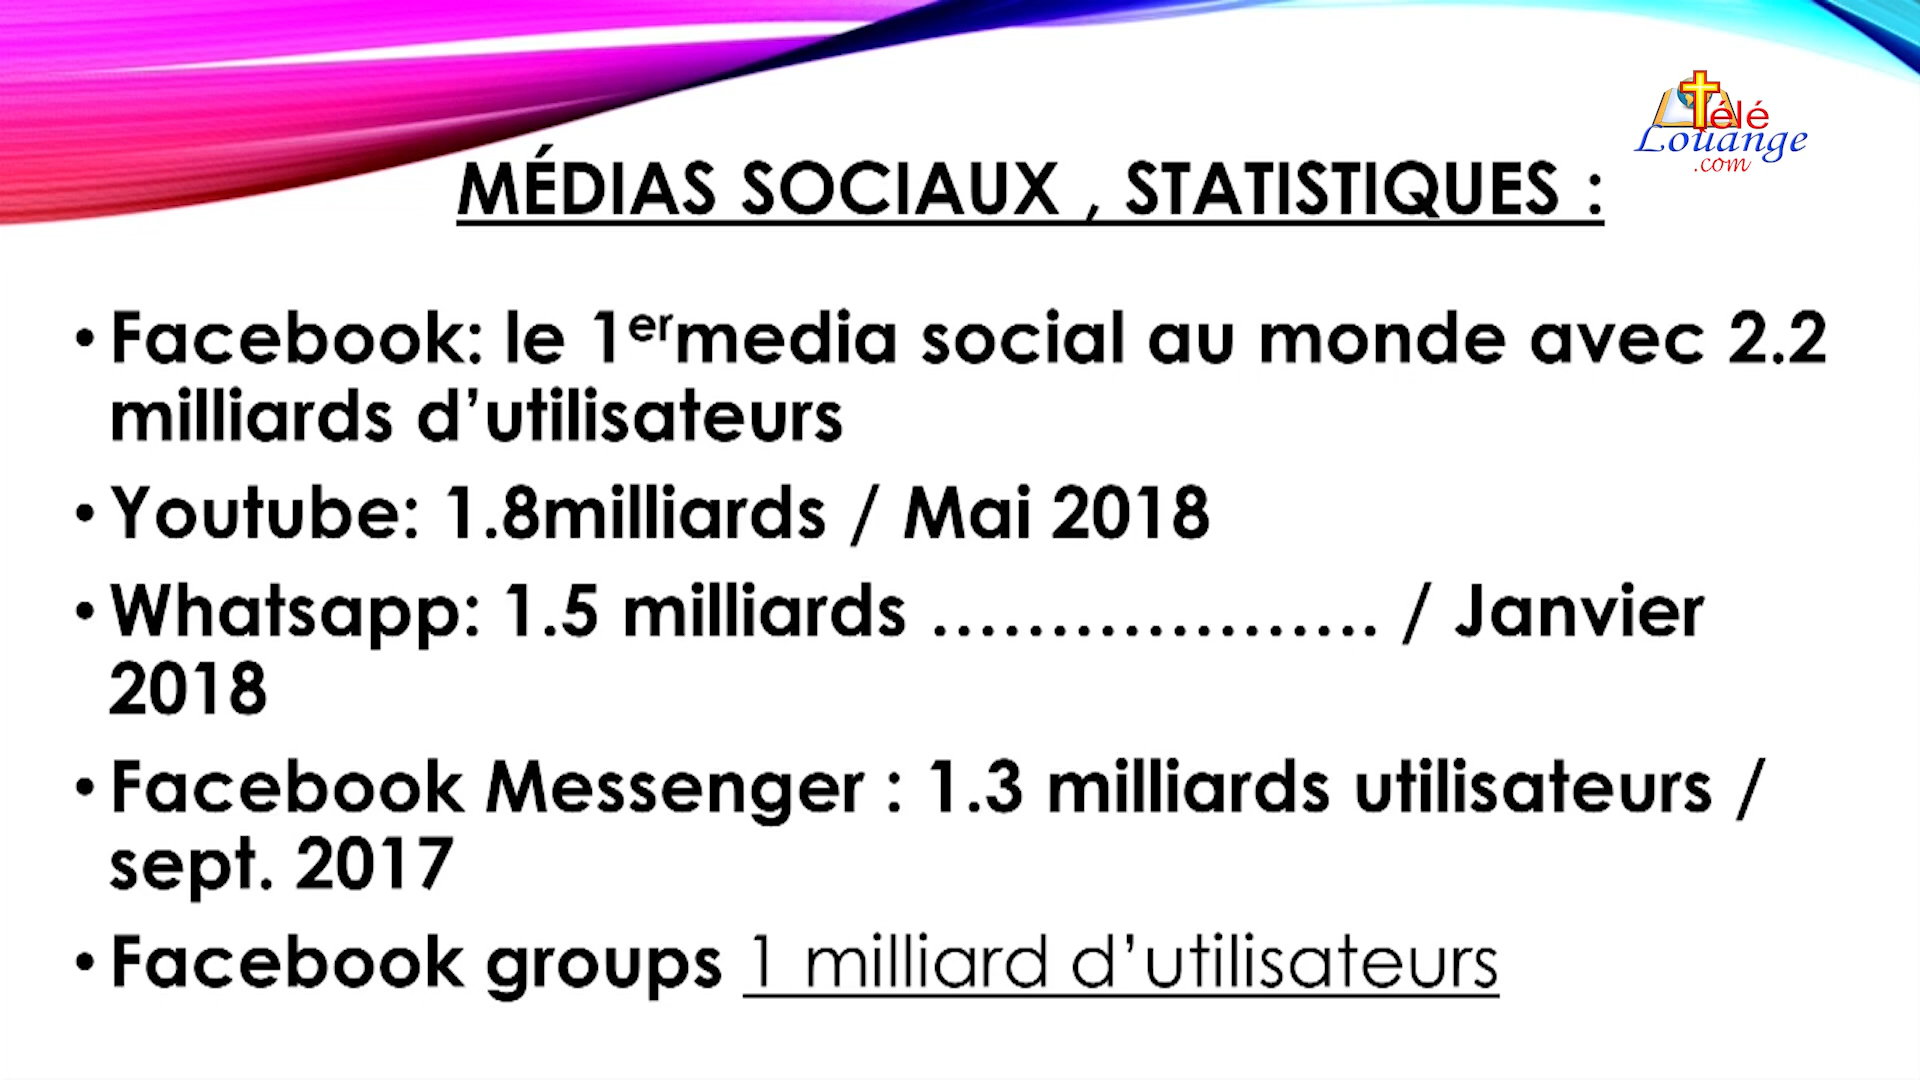 Télé
Louange
.com
MÉDIAS SOCIAUX , STATISTIQUES :
• Facebook: le 1ermedia social au monde avec 2.2
milliards d’utilisateurs
• Youtube: 1.8milliards / Mai 2018
• Whatsapp: 1.5 milliards ………………. / Janvier
2018
• Facebook Messenger : 1.3 milliards utilisateurs /
sept. 2017
• Facebook groups 1 milliard d’utilisateurs